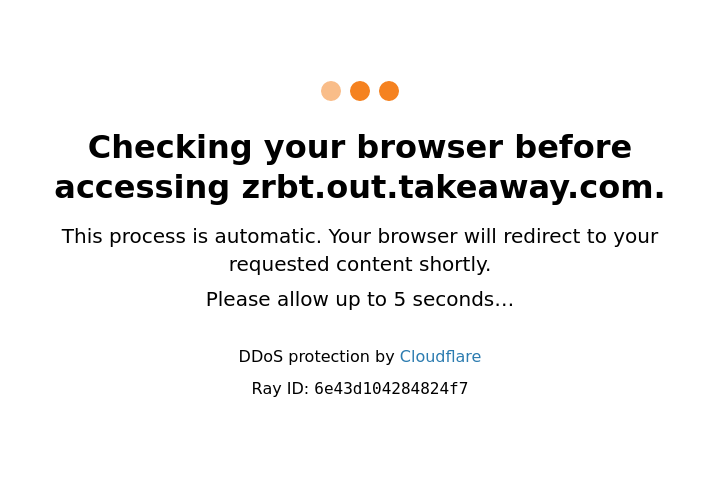 Checking your browser before
accessing zrbt.out.takeaway.com.
This process is automatic. Your browser will redirect to your
requested content shortly.
Please allow up to 5 seconds…
DDoS protection by Cloudflare
Ray ID: 6e43d104284824f7